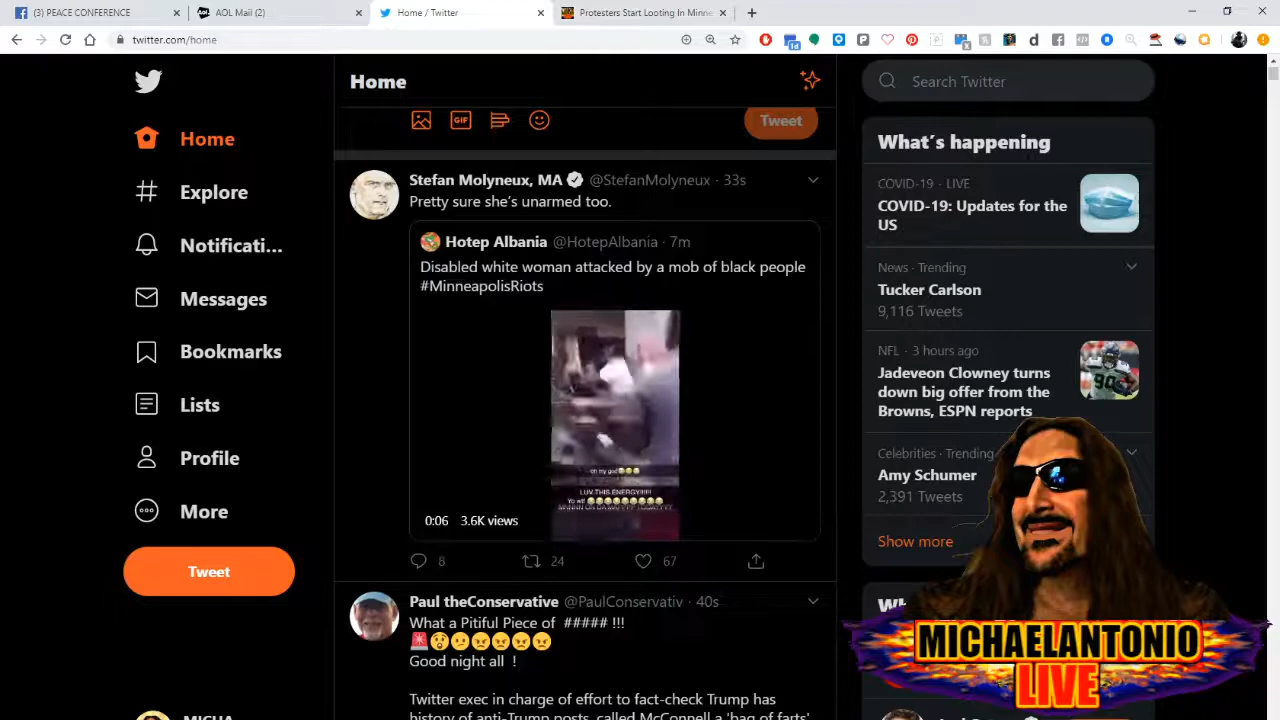 (3) PEACE CONFERENCE
AOL Mail (2)
Home / Twitter
Protesters Start Looting In Minne
twitter.com/home
Home
Search Twitter
Home
Explore
Notificati...
Messages
Bookmarks
Lists
Profile
More
Tweet
GIF
Tweet
Stefan Molyneux, MA @StefanMolyneux · 33s
Pretty sure she's unarmed too.
Hotep Albania @HotepAlbania · 7m
Disabled white woman attacked by a mob of black people
#MinneapolisRiots
oh my god😂😂😂
LUV THIS ENERGY!!!!!!
0:06 3.6K views
8 24 67
Paul theConservative @PaulConservativ · 40s
What a Pitiful Piece of ##### !!!
🚨😲😕😠😠😠😠
Good night all !
Twitter exec in charge of effort to fact-check Trump has
history of anti-Trump posts, called McConnell a 'bag of farts'
What's happening
COVID-19 · LIVE
COVID-19: Updates for the
US
News · Trending
Tucker Carlson
9,116 Tweets
NFL · 3 hours ago
Jadeveon Clowney turns
down big offer from the
Browns, ESPN reports
Celebrities · Trending
Amy Schumer
2,391 Tweets
Show more
MICHAELANTONIO
LIVE